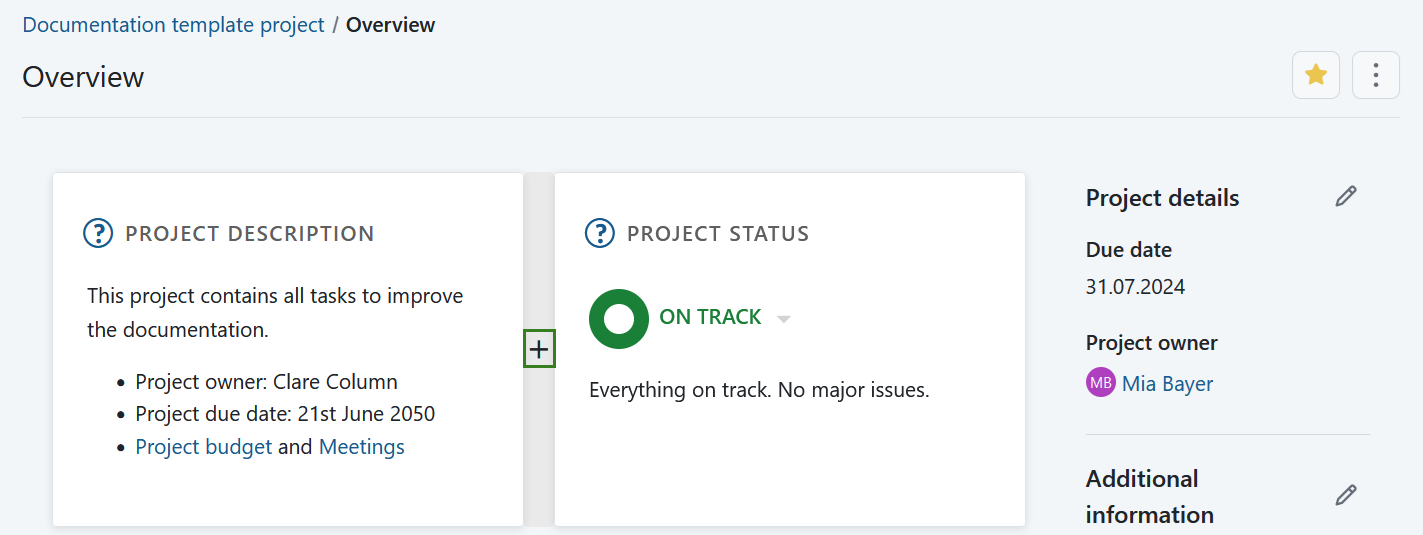 Documentation template project / Overview
Overview
PROJECT DESCRIPTION
This project contains all tasks to improve
the documentation.
• Project owner: Clare Column
• Project due date: 21st June 2050
• Project budget and Meetings
PROJECT STATUS
ON TRACK
Everything on track. No major issues.
Project details
Due date
31.07.2024
Project owner
MB Mia Bayer
Additional
information